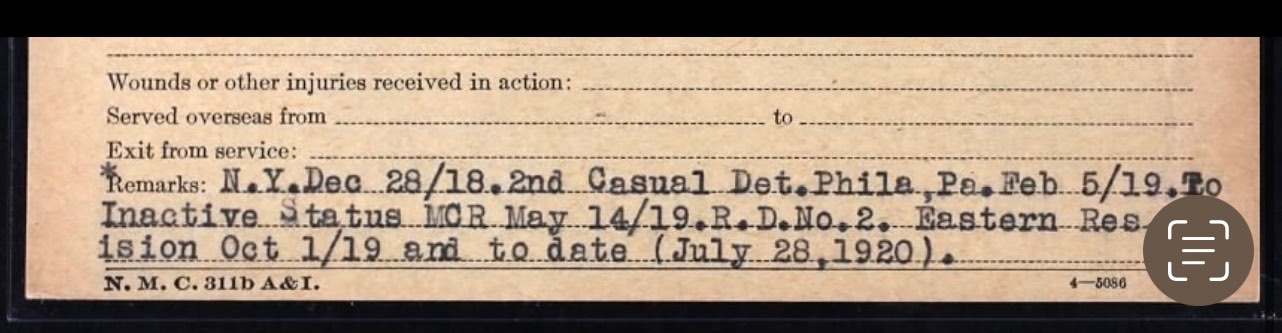 Wounds or other injuries received in action:
Served overseas from to
Exit from service:
*Remarks: N.Y.Dec 28/18.2nd Casual Det.Phila,Pa.Feb 5/19.To
Inactive Status MCR May 14/19.R.D.No.2. Eastern Res
ision Oct 1/19 and to date (July 28,1920).
N. M. C. 311b A&I.
4—5086